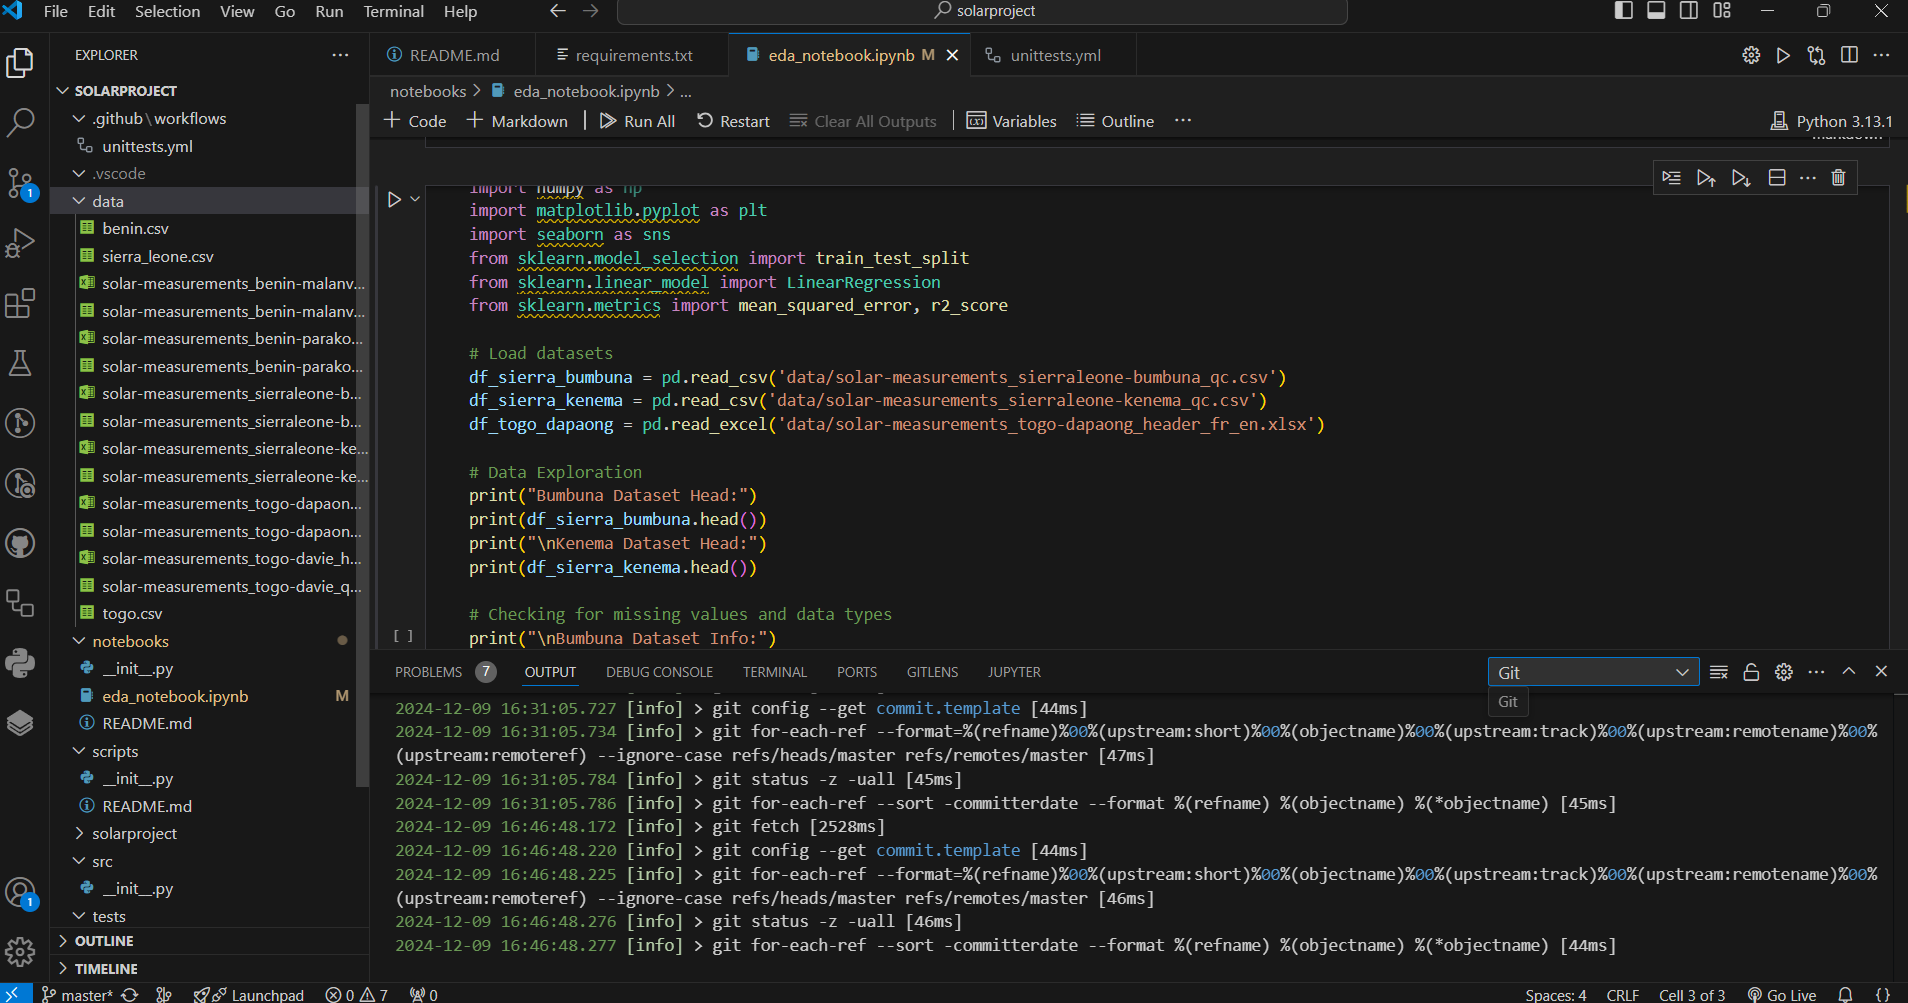 File Edit Selection View Go Run Terminal Help
solarproject
EXPLORER
SOLARPROJECT
.github\workflows
unittests.yml
.vscode
data
benin.csv
sierra_leone.csv
solar-measurements_benin-malanv...
solar-measurements_benin-malanv...
solar-measurements_benin-parako...
solar-measurements_benin-parako...
solar-measurements_sierraleone-b...
solar-measurements_sierraleone-b...
solar-measurements_sierraleone-ke...
solar-measurements_sierraleone-ke...
solar-measurements_togo-dapaon...
solar-measurements_togo-dapaon...
solar-measurements_togo-davie_h...
solar-measurements_togo-davie_q...
togo.csv
notebooks
__init__.py
eda_notebook.ipynb M
README.md
scripts
__init__.py
README.md
solarproject
src
__init__.py
tests
OUTLINE
TIMELINE
1
1
README.md requirements.txt eda_notebook.ipynb M unittests.yml
notebooks > eda_notebook.ipynb > ...
+ Code + Markdown Run All Restart Clear All Outputs Variables Outline ... Python 3.13.1
markdown
import numpy as np
import matplotlib.pyplot as plt
import seaborn as sns
from sklearn.model_selection import train_test_split
from sklearn.linear_model import LinearRegression
from sklearn.metrics import mean_squared_error, r2_score
# Load datasets
df_sierra_bumbuna = pd.read_csv('data/solar-measurements_sierraleone-bumbuna_qc.csv')
df_sierra_kenema = pd.read_csv('data/solar-measurements_sierraleone-kenema_qc.csv')
df_togo_dapaong = pd.read_excel('data/solar-measurements_togo-dapaong_header_fr_en.xlsx')
# Data Exploration
print("Bumbuna Dataset Head:")
print(df_sierra_bumbuna.head())
print("\nKenema Dataset Head:")
print(df_sierra_kenema.head())
# Checking for missing values and data types
[ ] print("\nBumbuna Dataset Info:")
PROBLEMS 7 OUTPUT DEBUG CONSOLE TERMINAL PORTS GITLENS JUPYTER Git
Git
2024-12-09 16:31:05.727 [info] > git config --get commit.template [44ms]
2024-12-09 16:31:05.734 [info] > git for-each-ref --format=%(refname)%00%(upstream:short)%00%(objectname)%00%(upstream:track)%00%(upstream:remotename)%00%
(upstream:remoteref) --ignore-case refs/heads/master refs/remotes/master [47ms]
2024-12-09 16:31:05.784 [info] > git status -z -uall [45ms]
2024-12-09 16:31:05.786 [info] > git for-each-ref --sort -committerdate --format %(refname) %(objectname) %(*objectname) [45ms]
2024-12-09 16:46:48.172 [info] > git fetch [2528ms]
2024-12-09 16:46:48.220 [info] > git config --get commit.template [44ms]
2024-12-09 16:46:48.225 [info] > git for-each-ref --format=%(refname)%00%(upstream:short)%00%(objectname)%00%(upstream:track)%00%(upstream:remotename)%00%
(upstream:remoteref) --ignore-case refs/heads/master refs/remotes/master [46ms]
2024-12-09 16:46:48.276 [info] > git status -z -uall [46ms]
2024-12-09 16:46:48.277 [info] > git for-each-ref --sort -committerdate --format %(refname) %(objectname) %(*objectname) [44ms]
master* Launchpad 0 7 0 Spaces: 4 CRLF Cell 3 of 3 Go Live {}